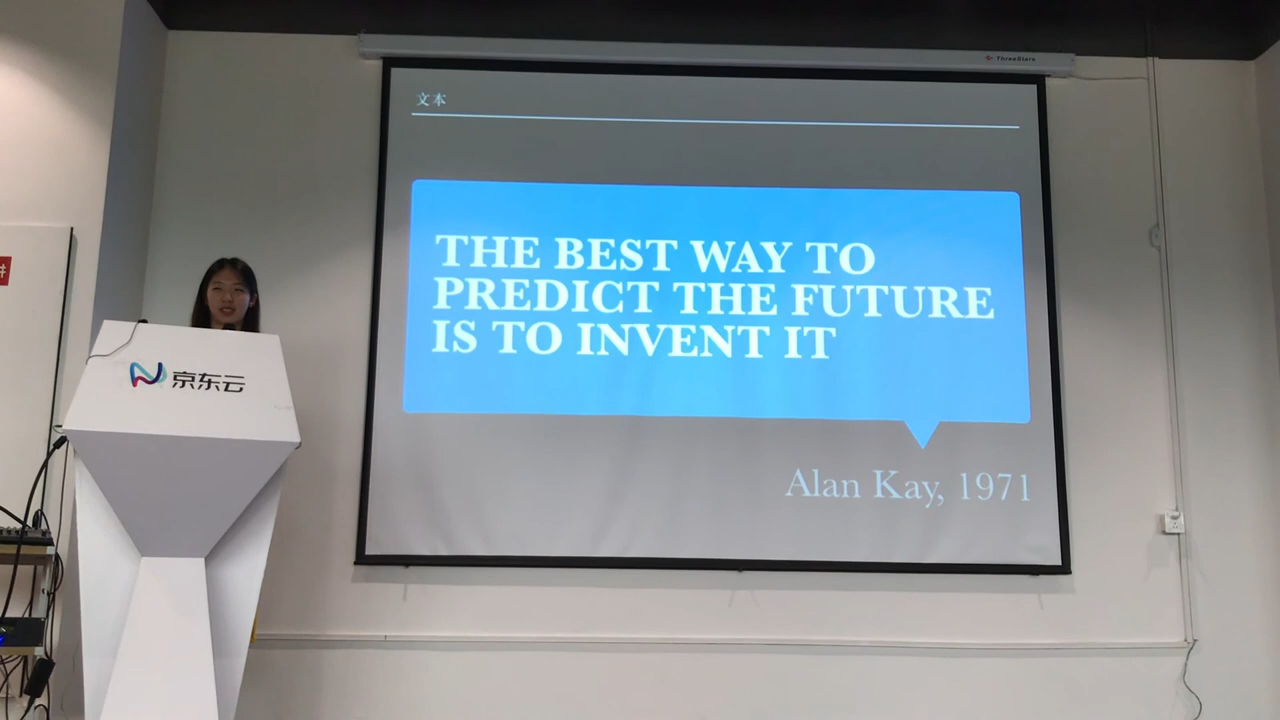 ThreeStars
文本
THE BEST WAY TO
PREDICT THE FUTURE
IS TO INVENT IT
Alan Kay, 1971
京东云